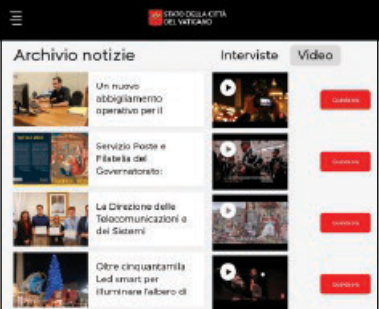 STATO DELLA CITTÀ
DEL VATICANO
Archivio notizie
Interviste
Video
Un nuovo
abbigliamento
operativo per il
Servizio Poste e
Filatelia del
Governatorato:
La Direzione delle
Telecomunicazioni e
dei Sistemi
Oltre cinquantamila
Led smart per
illuminare l'albero di